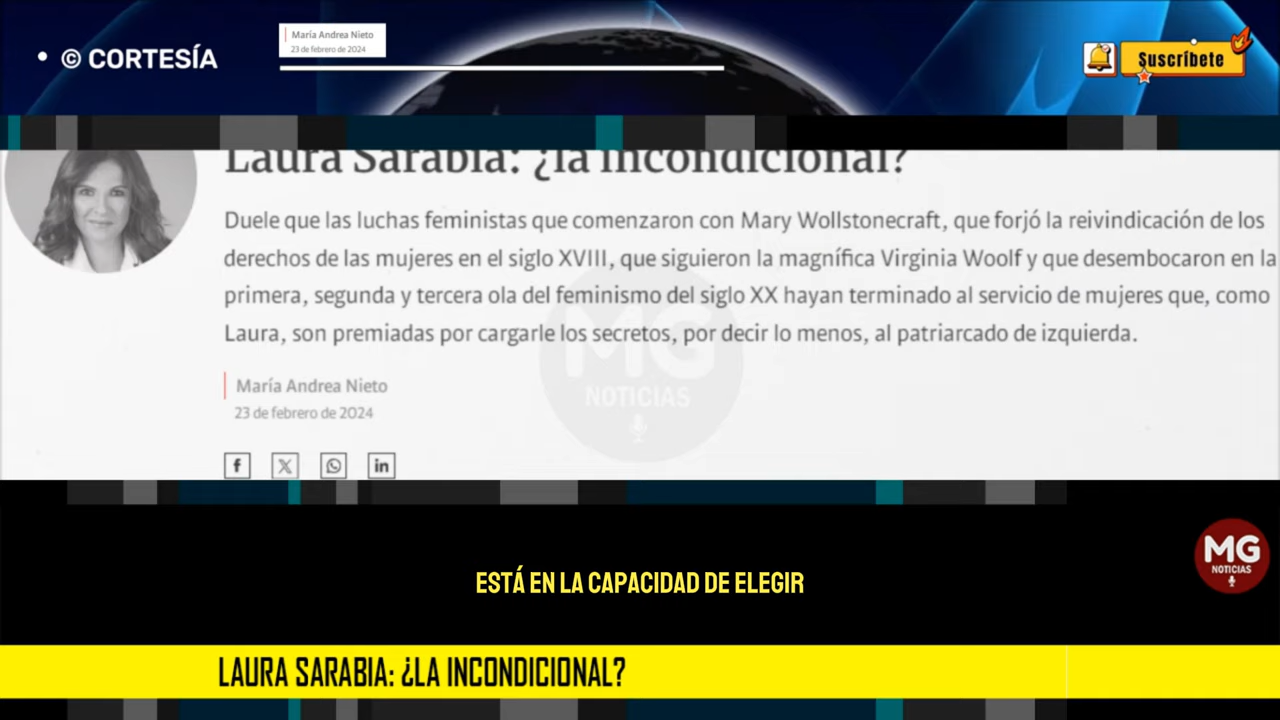 • © CORTESÍA
María Andrea Nieto
23 de febrero de 2024
Suscríbete
Laura Sarabia: ¿la incondicional?
Duele que las luchas feministas que comenzaron con Mary Wollstonecraft, que forjó la reivindicación de los
derechos de las mujeres en el siglo XVIII, que siguieron la magnífica Virginia Woolf y que desembocaron en la
primera, segunda y tercera ola del feminismo del siglo XX hayan terminado al servicio de mujeres que, como
Laura, son premiadas por cargarle los secretos, por decir lo menos, al patriarcado de izquierda.
MG
NOTICIAS
María Andrea Nieto
23 de febrero de 2024
MG
NOTICIAS
ESTÁ EN LA CAPACIDAD DE ELEGIR
LAURA SARABIA: ¿LA INCONDICIONAL?